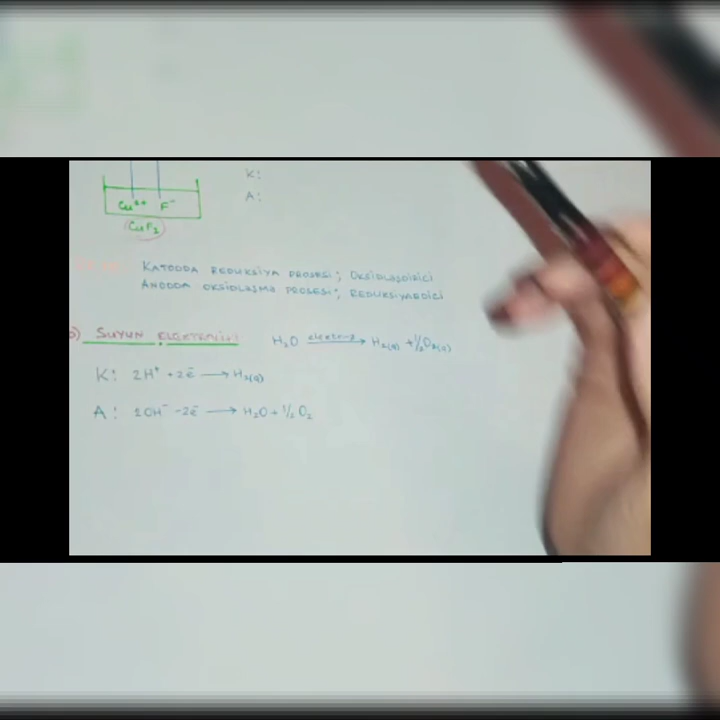 K:
A:
Cu²⁺ F⁻
CuF₂
KATODDA REDUKSİYA PROSESİ; OKSİDLƏŞDİRİCİ
ANODDA OKSİDLƏŞMƏ PROSESİ; REDUKSİYAEDİCİ
b) SUYUN ELEKTROLİZİ H₂O ⟶ H₂(q) + ½O₂(q)
K: 2H⁺ + 2ē ⟶ H₂(q)
A: 2OH⁻ - 2ē ⟶ H₂O + ½O₂